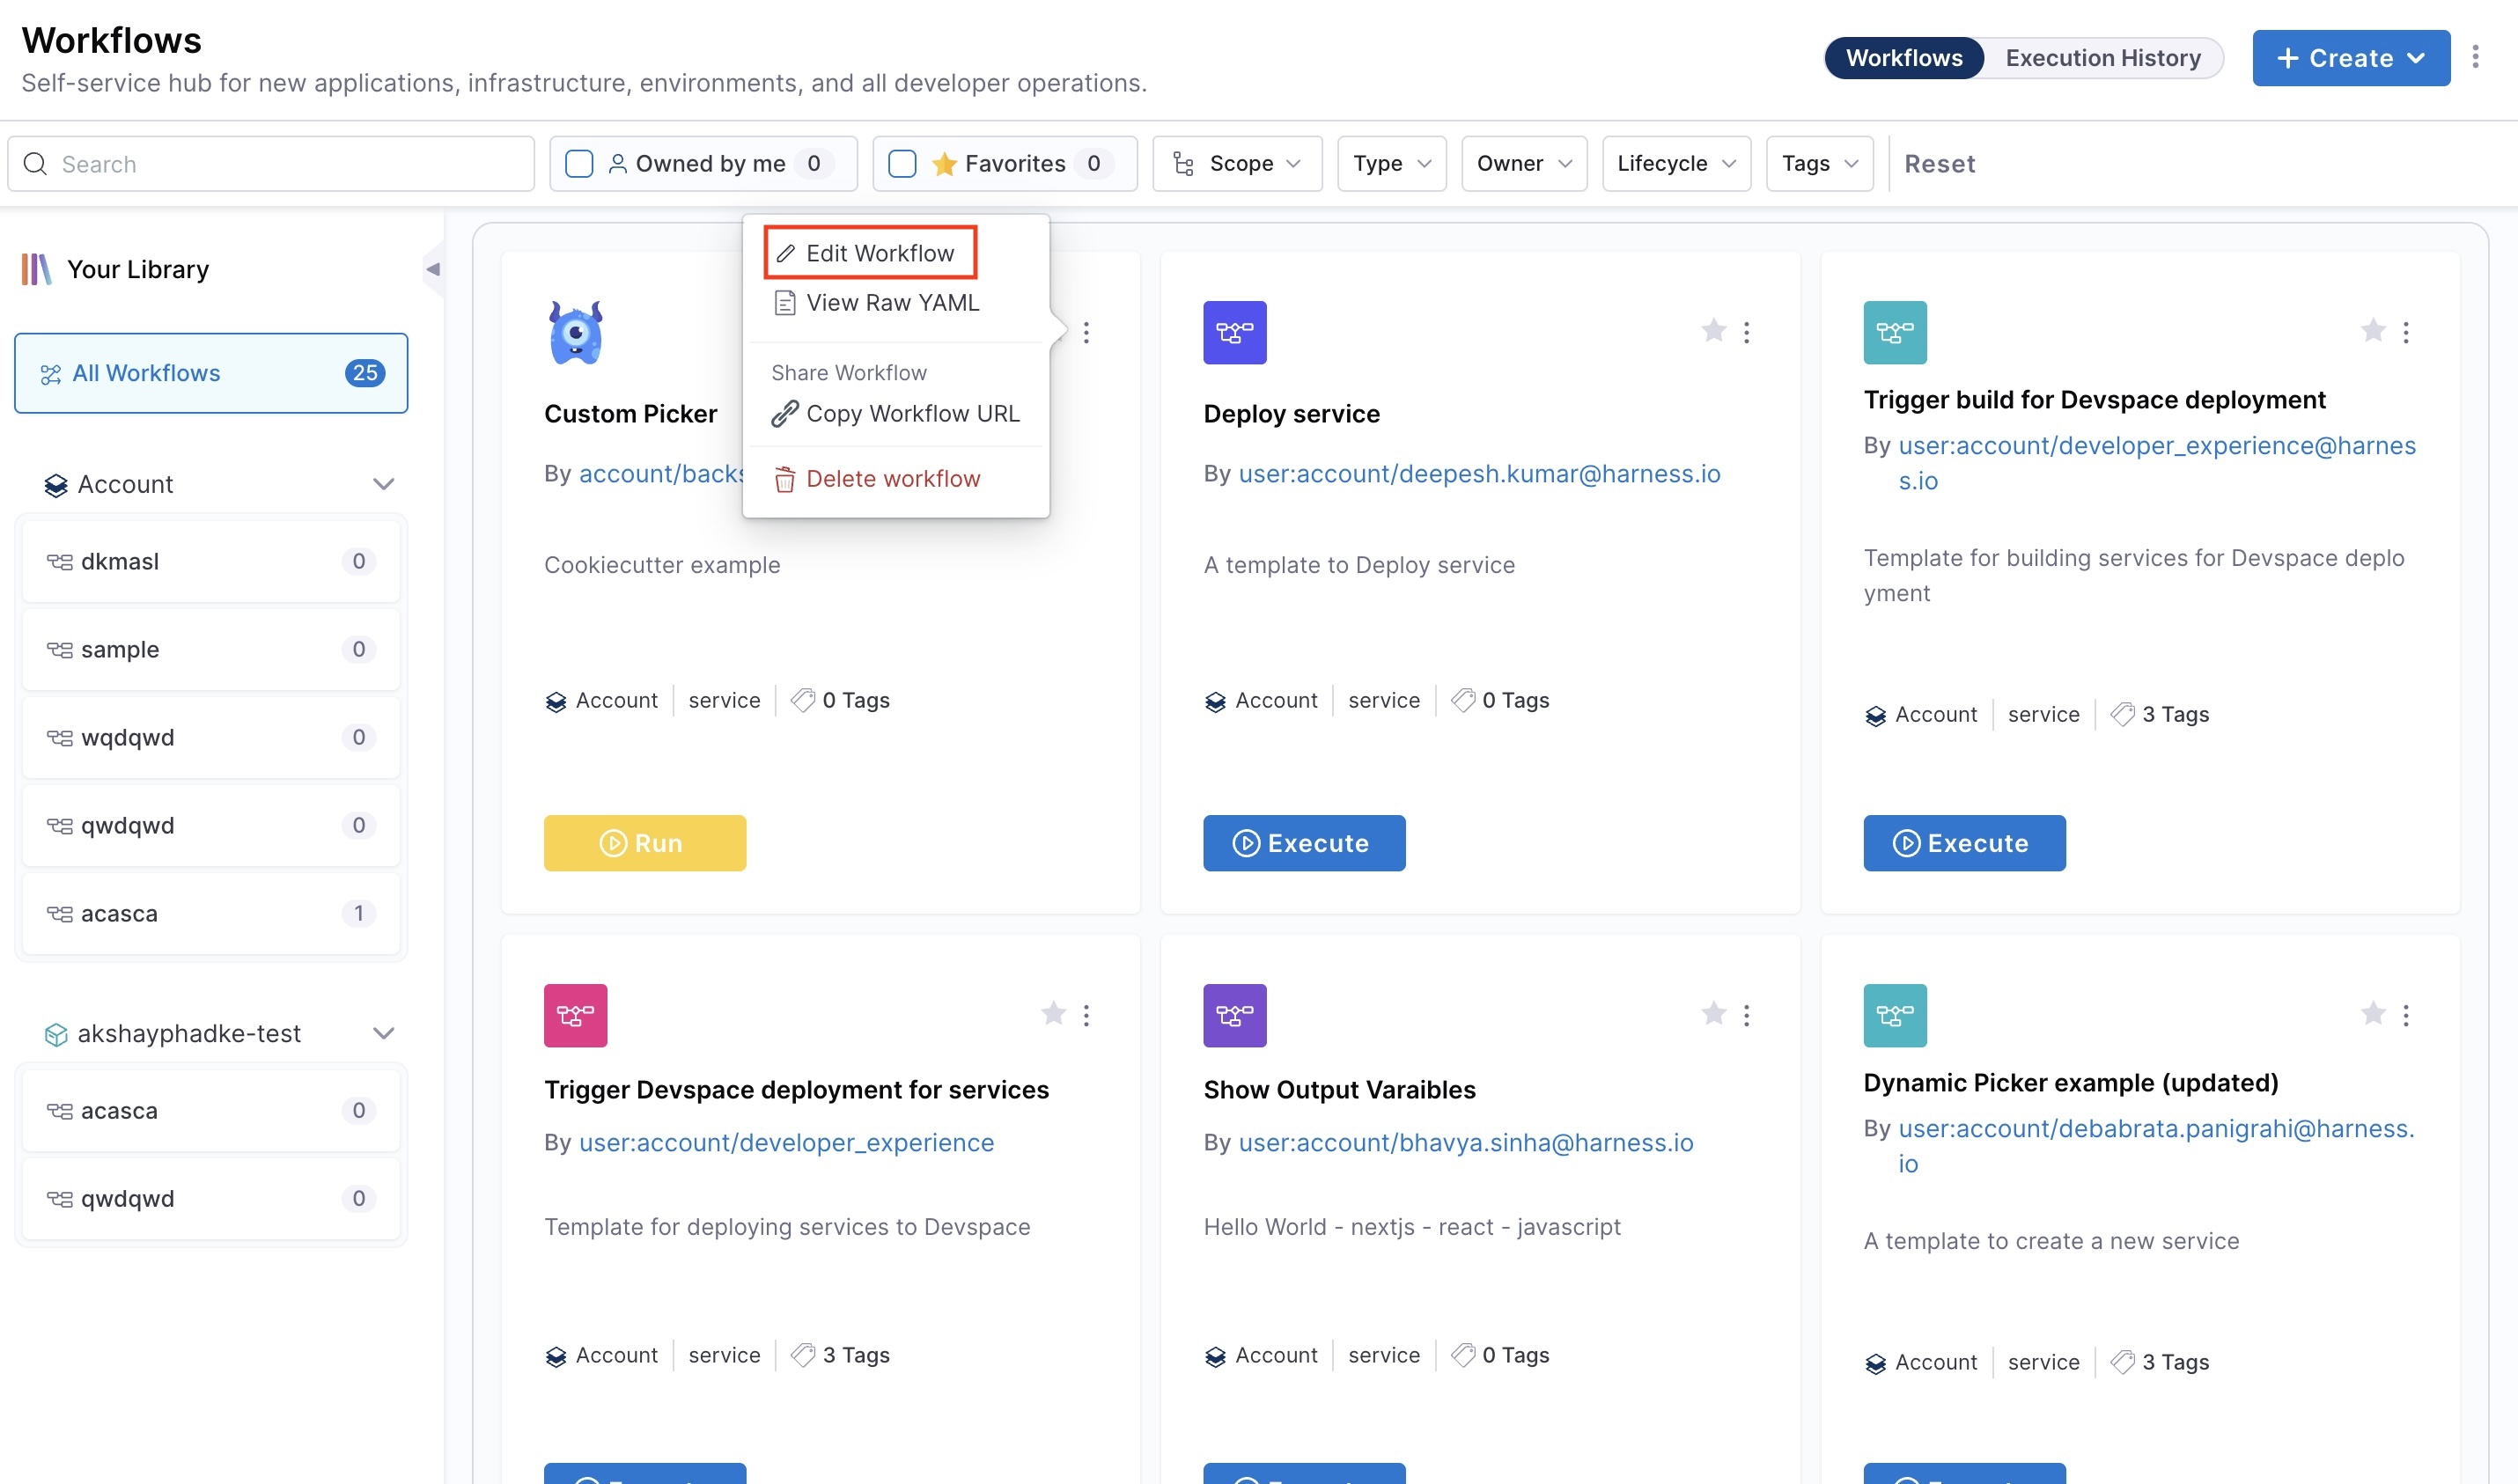 Workflows
Self-service hub for new applications, infrastructure, environments, and all developer operations.
Workflows
Execution History
+ Create
Search
Owned by me 0
Favorites 0
Scope
Type
Owner
Lifecycle
Tags
Reset
Your Library
All Workflows 25
Account
dkmasl 0
sample 0
wqdqwd 0
qwdqwd 0
acasca 1
akshayphadke-test
acasca 0
qwdqwd 0
Edit Workflow
View Raw YAML
Share Workflow
Copy Workflow URL
Delete workflow
Custom Picker
By account/backs
Cookiecutter example
Account service 0 Tags
Run
Deploy service
By user:account/deepesh.kumar@harness.io
A template to Deploy service
Account service 0 Tags
Execute
Trigger build for Devspace deployment
By user:account/developer_experience@harnes
s.io
Template for building services for Devspace deplo
yment
Account service 3 Tags
Execute
Trigger Devspace deployment for services
By user:account/developer_experience
Template for deploying services to Devspace
Account service 3 Tags
Show Output Varaibles
By user:account/bhavya.sinha@harness.io
Hello World - nextjs - react - javascript
Account service 0 Tags
Dynamic Picker example (updated)
By user:account/debabrata.panigrahi@harness.
io
A template to create a new service
Account service 3 Tags